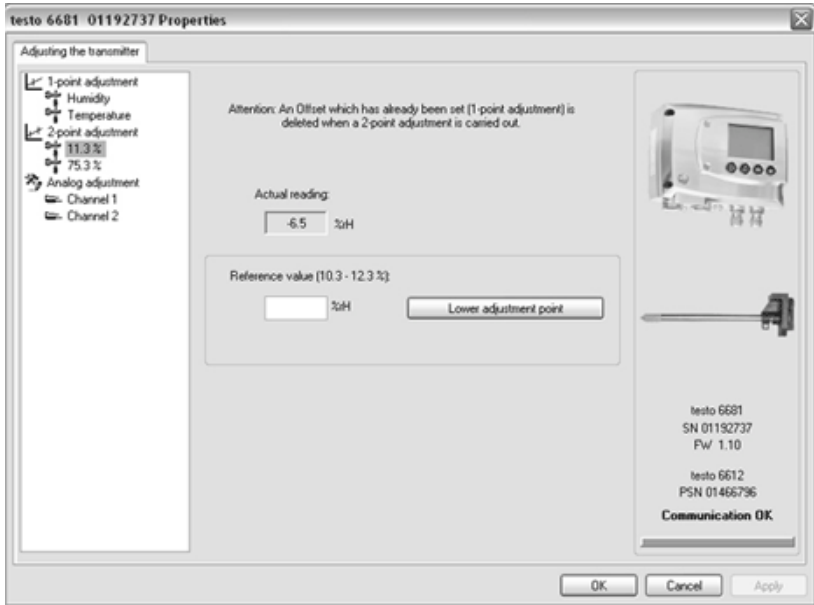 testo 6681 01192737 Properties
Adjusting the transmitter
1-point adjustment
Humidity
Temperature
2-point adjustment
11.3 %
75.3 %
Analog adjustment
Channel 1
Channel 2
Attention: An Offset which has already been set (1-point adjustment) is
deleted when a 2-point adjustment is carried out.
Actual reading:
-6.5 %rH
Reference value (10.3 - 12.3 %):
%rH
Lower adjustment point
testo 6681
SN 01192737
FW 1.10
testo 6612
PSN 01466796
Communication OK
OK Cancel Apply